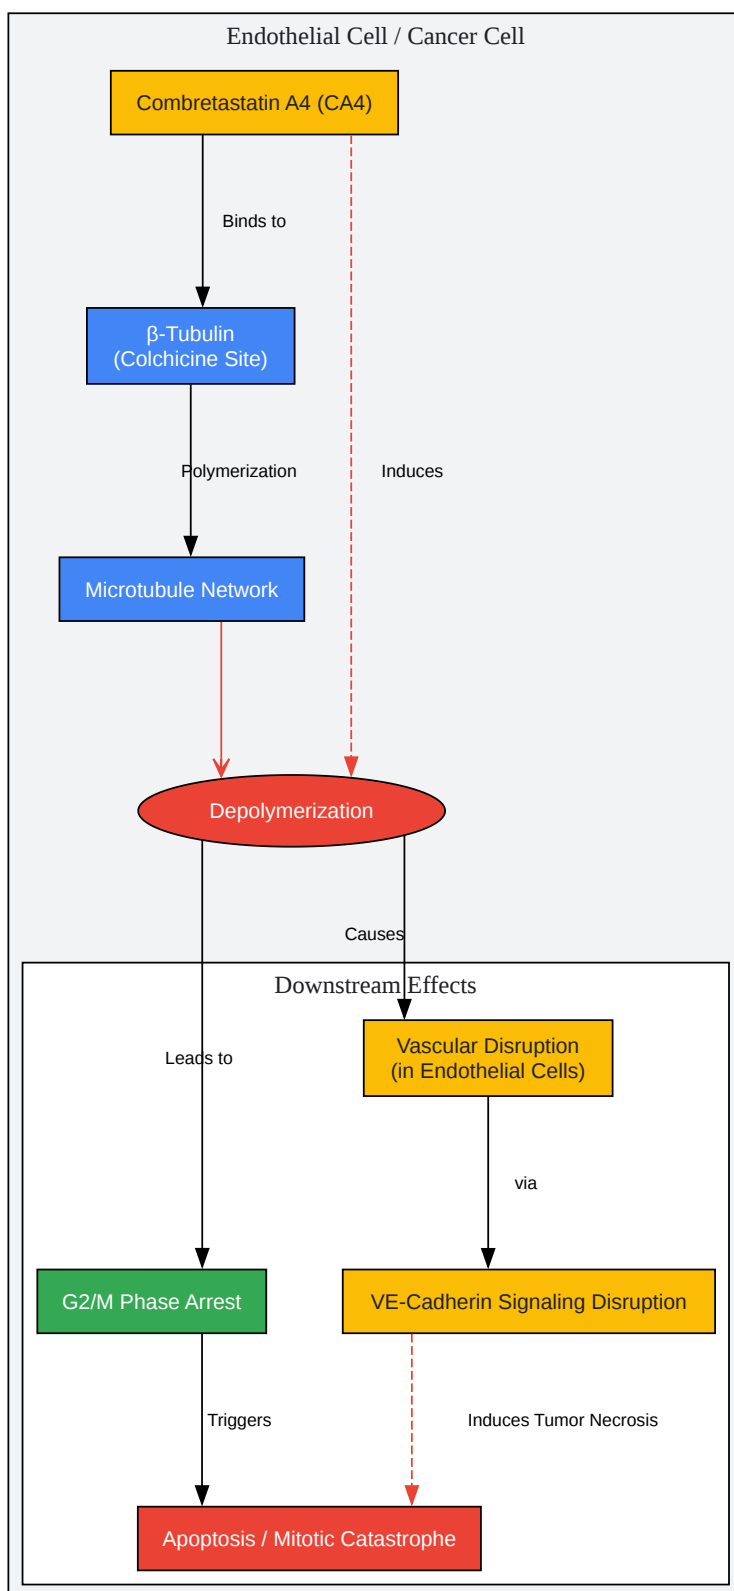 Endothelial Cell / Cancer Cell
Combretastatin A4 (CA4)
Binds to
β-Tubulin
(Colchicine Site)
Polymerization
Induces
Microtubule Network
Depolymerization
Causes
Downstream Effects
Vascular Disruption
(in Endothelial Cells)
Leads to
via
G2/M Phase Arrest
VE-Cadherin Signaling Disruption
Triggers
Induces Tumor Necrosis
Apoptosis / Mitotic Catastrophe